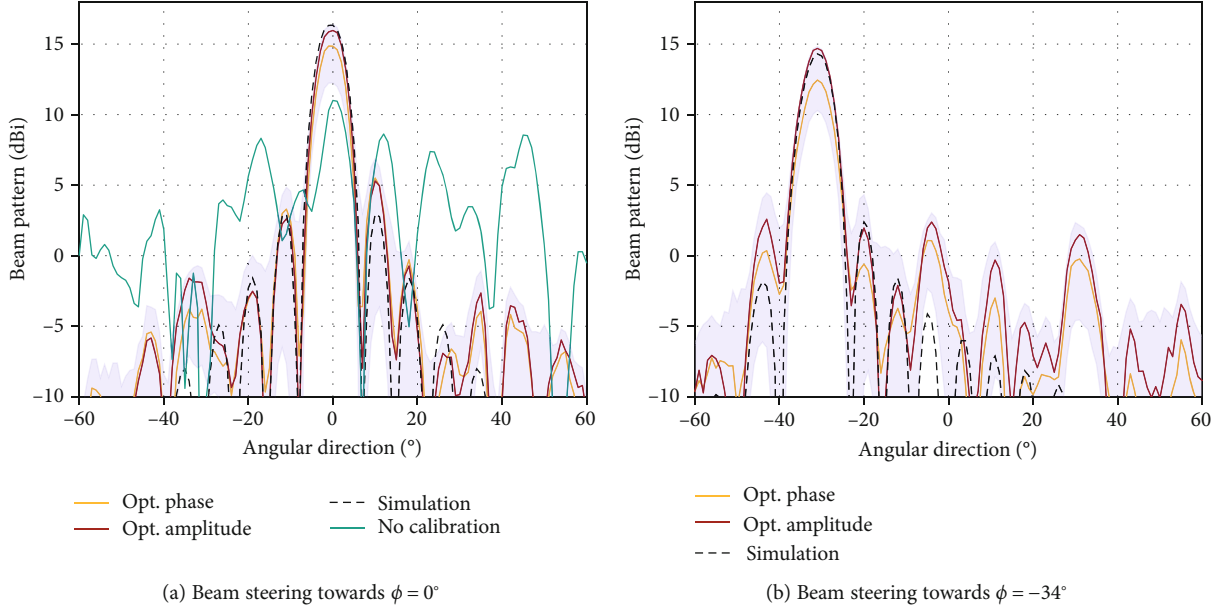 15
10
5
0
−5
−10
−60
−40
−20
0
20
40
60
Beam pattern (dBi)
Angular direction (°)
Opt. phase
Opt. amplitude
Simulation
No calibration
(a) Beam steering towards ϕ = 0°
15
10
5
0
−5
−10
−60
−40
−20
0
20
40
60
Beam pattern (dBi)
Angular direction (°)
Opt. phase
Opt. amplitude
Simulation
(b) Beam steering towards ϕ = −34°